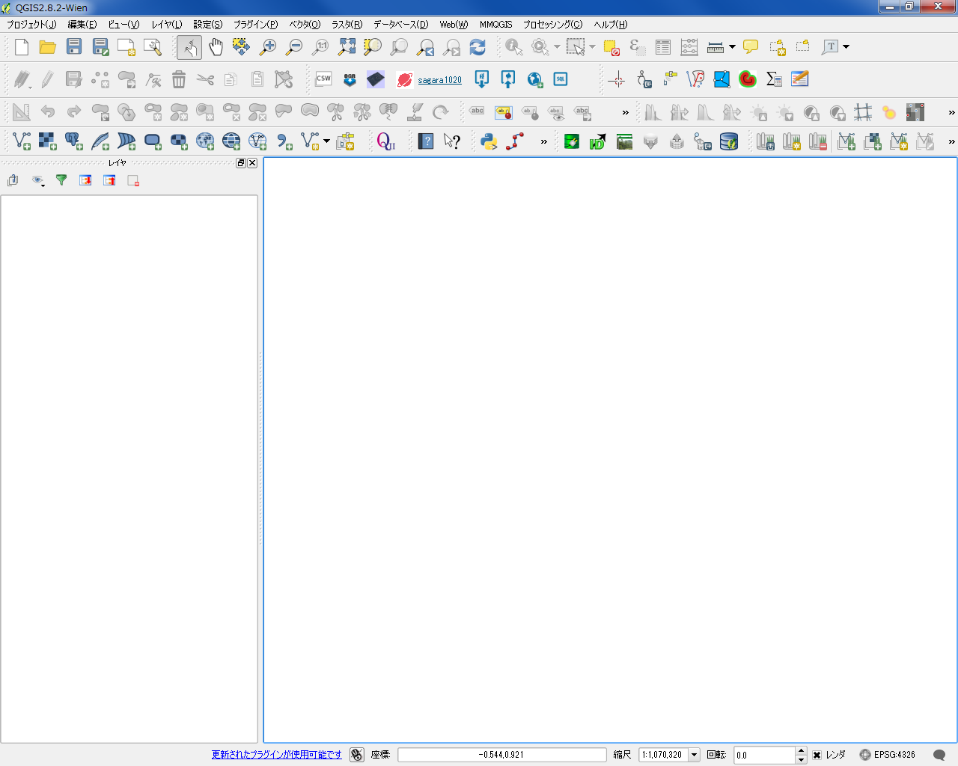 QGIS2.8.2-Wien
プロジェクト(J) 編集(E) ビュー(V) レイヤ(L) 設定(S) プラグイン(P) ベクタ(O) ラスタ(R) データベース(D) Web(W) MMQGIS プロセッシング(C) ヘルプ(H)
T
CSW sagara1020
abc abc abc abc
レイヤ
更新されたプラグインが使用可能です 座標: -0.544,0.921 縮尺 1:1,070,320 回転: 0.0 レンダ EPSG:4326